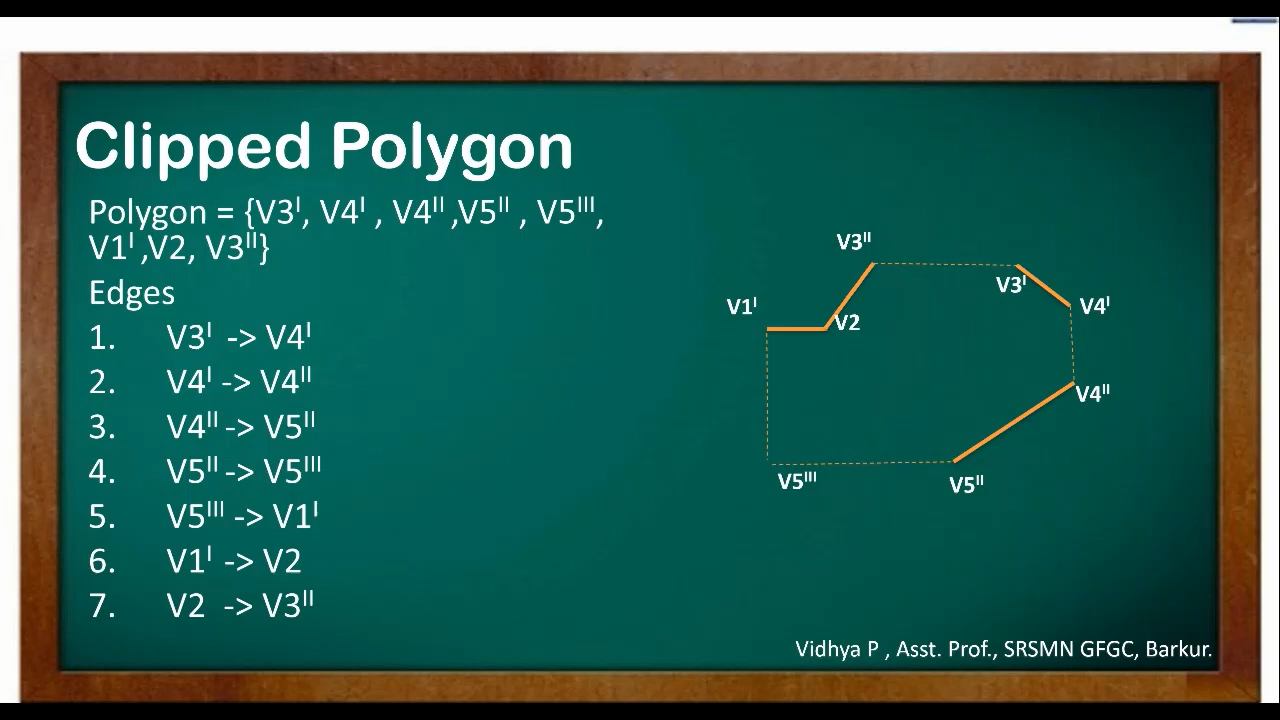 Clipped Polygon
Polygon = {V3ᴵ, V4ᴵ , V4ᴵᴵ ,V5ᴵᴵ , V5ᴵᴵᴵ,
V1ᴵ ,V2, V3ᴵᴵ}
Edges
1. V3ᴵ -> V4ᴵ
2. V4ᴵ -> V4ᴵᴵ
3. V4ᴵᴵ -> V5ᴵᴵ
4. V5ᴵᴵ -> V5ᴵᴵᴵ
5. V5ᴵᴵᴵ -> V1ᴵ
6. V1ᴵ -> V2
7. V2 -> V3ᴵᴵ
V3ᴵᴵ
V3ᴵ
V1ᴵ
V4ᴵ
V2
V4ᴵᴵ
V5ᴵᴵᴵ
V5ᴵᴵ
Vidhya P , Asst. Prof., SRSMN GFGC, Barkur.